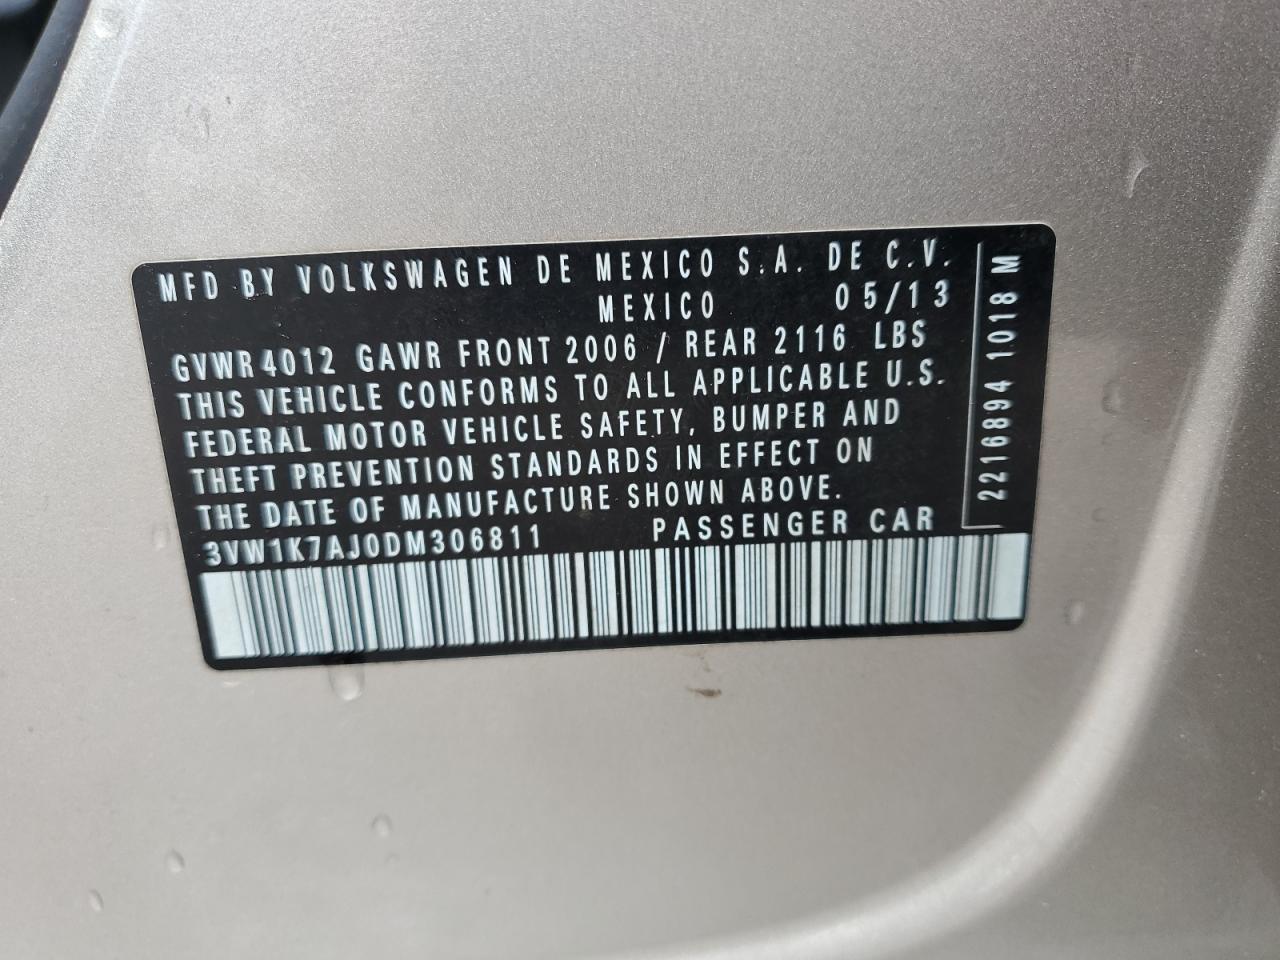 MFD BY VOLKSWAGEN DE MEXICO S.A. DE C.V.
MEXICO 05/13
GVWR 4012 GAWR FRONT 2006 / REAR 2116 LBS
THIS VEHICLE CONFORMS TO ALL APPLICABLE U.S.
FEDERAL MOTOR VEHICLE SAFETY, BUMPER AND
THEFT PREVENTION STANDARDS IN EFFECT ON
THE DATE OF MANUFACTURE SHOWN ABOVE.
3VW1K7AJ0DM306811 PASSENGER CAR
2216894 1018 M